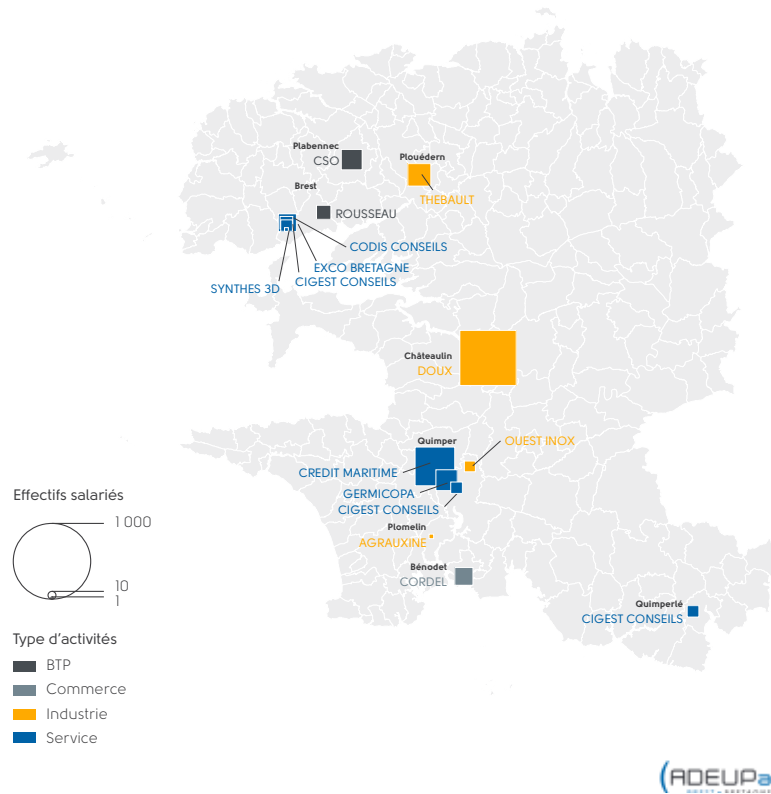 Plabennec
CSO
Plouédern
THEBAULT
Brest
ROUSSEAU
CODIS CONSEILS
EXCO BRETAGNE
CIGEST CONSEILS
SYNTHES 3D
Châteaulin
DOUX
Quimper
OUEST INOX
CREDIT MARITIME
GERMICOPA
CIGEST CONSEILS
Plomelin
AGRAUXINE
Bénodet
CORDEL
Quimperlé
CIGEST CONSEILS
Effectifs salariés
1 000
10
1
Type d'activités
BTP
Commerce
Industrie
Service
ADEUPa
BREST • BRETAGNE